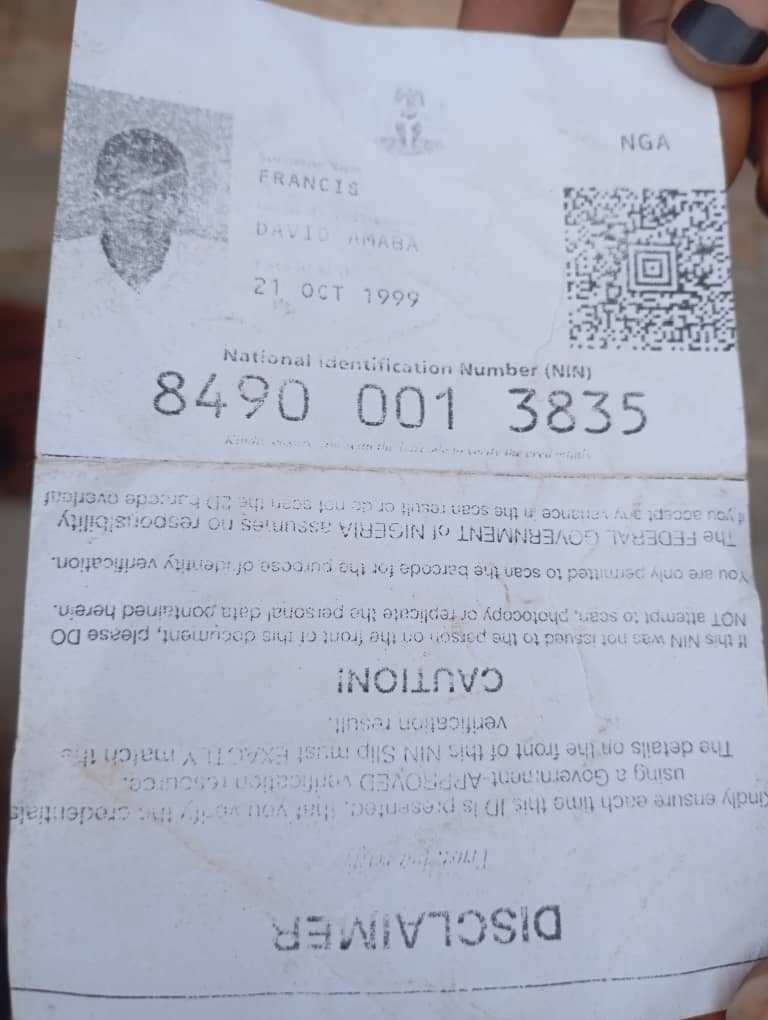 NGA
FRANCIS
DAVID AMABA
21 OCT 1999
National Identification Number (NIN)
8490 001 3835
DISCLAIMER
Kindly ensure each time this ID is presented, that you verify the credentials
using a Government-APPROVED verification resource.
The details on the front of this NIN Slip must EXACTLY match the
verification result.
CAUTION!
If this NIN was not issued to the person on the front of this document, please DO
NOT attempt to scan, photocopy or replicate the personal data contained herein.
You are only permitted to scan the barcode for the purpose of identity verification.
The FEDERAL GOVERNMENT of NIGERIA assumes no responsibility
if you accept any variance in the scan result or do not scan the 2D barcode overleaf